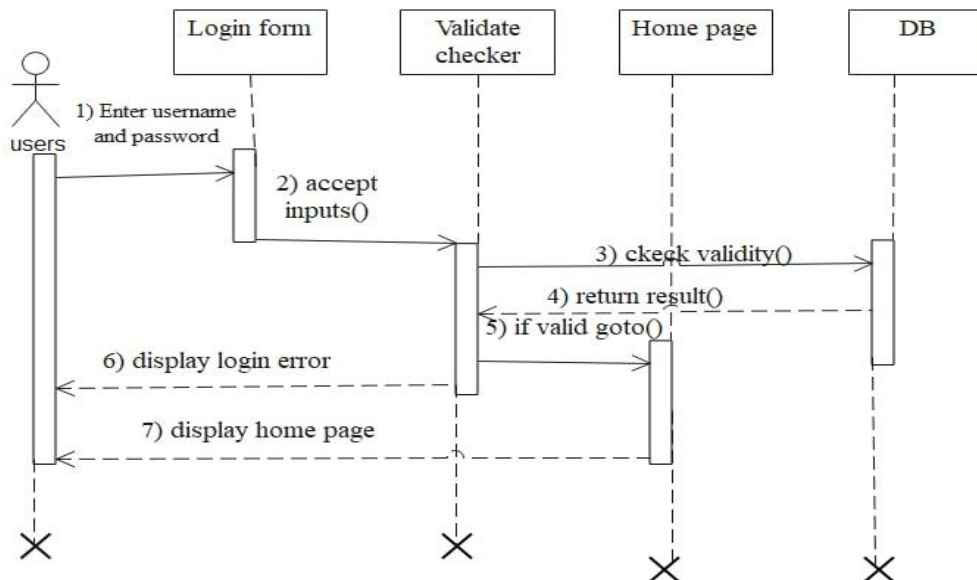 Login form
Validate
checker
Home page
DB
users
1) Enter username
and password
2) accept
inputs()
3) ckeck validity()
4) return result()
5) if valid goto()
6) display login error
7) display home page